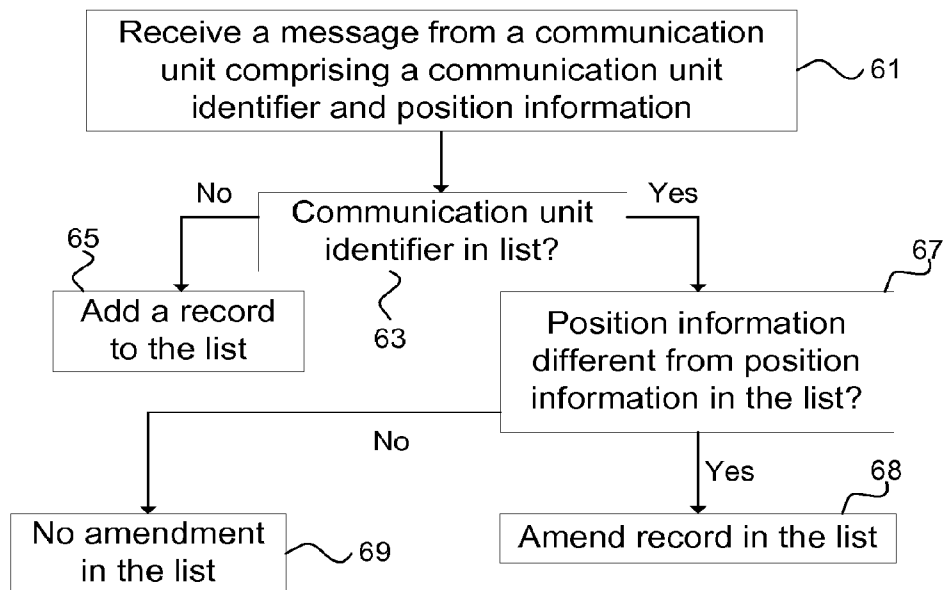 Receive a message from a communication
unit comprising a communication unit
identifier and position information
61
No
Yes
Communication unit
identifier in list?
63
65
Add a record
to the list
67
Position information
different from position
information in the list?
No
Yes
68
No amendment
in the list
69
Amend record in the list